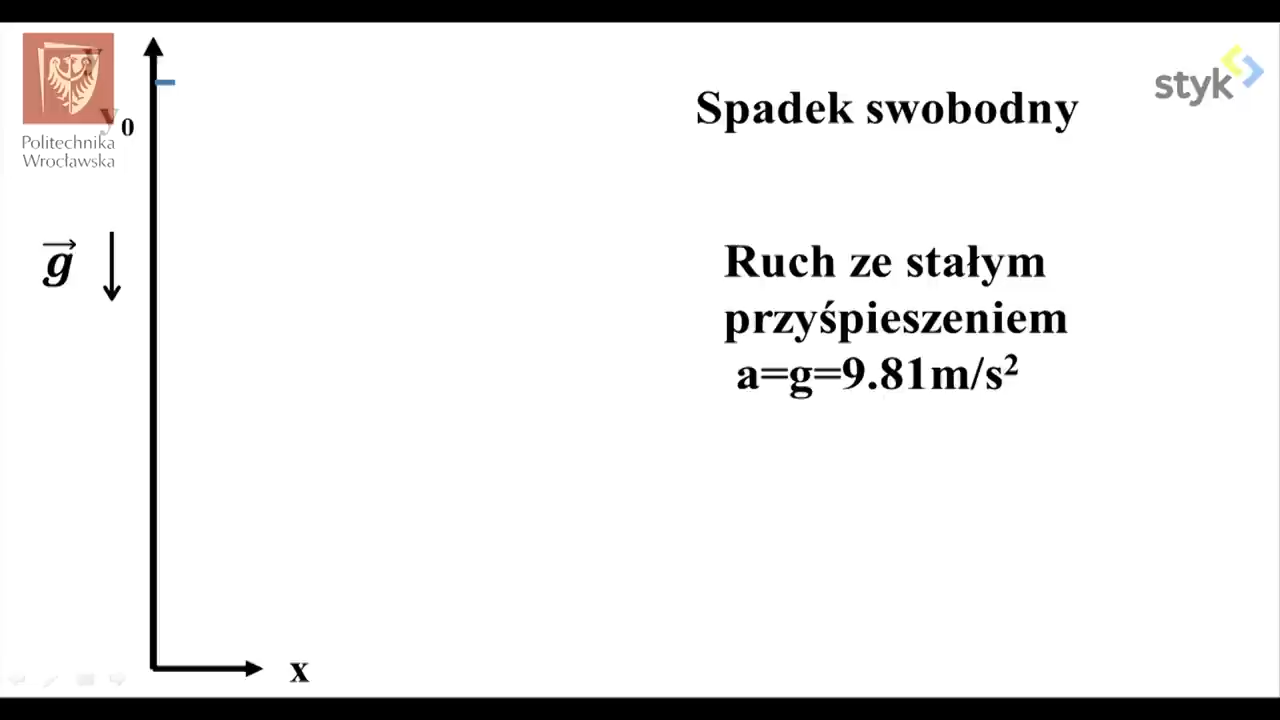 y
y₀
Politechnika
Wrocławska
styk
Spadek swobodny
g⃗
Ruch ze stałym
przyśpieszeniem
a=g=9.81m/s²
x